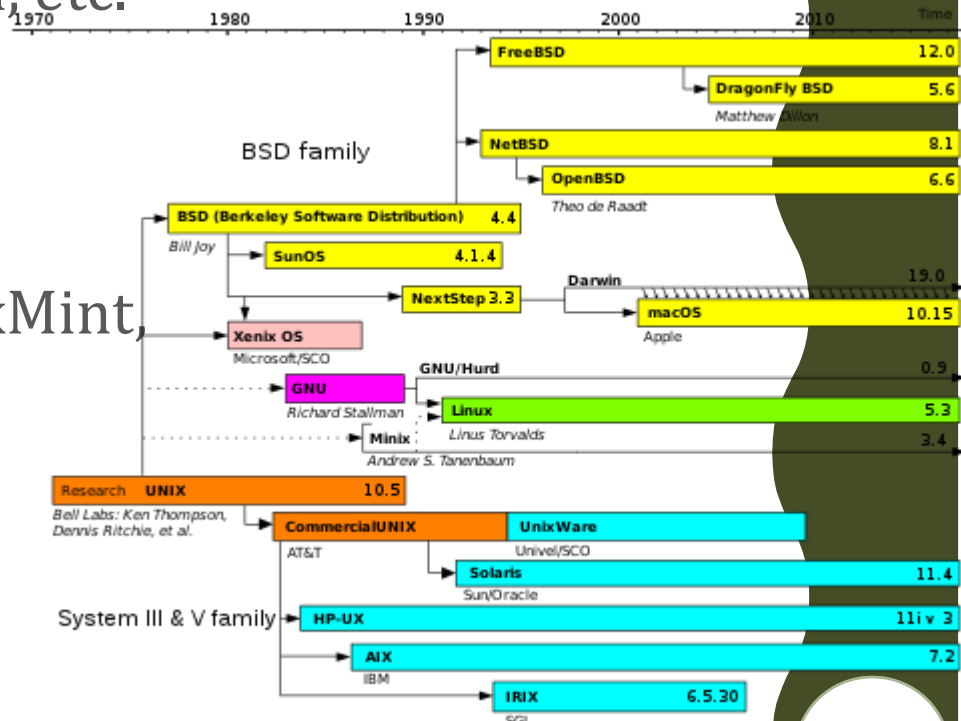 , etc.
1970 1980 1990 2000 2010 Time
FreeBSD 12.0
DragonFly BSD 5.6
Matthew Dillon
BSD family
NetBSD 8.1
OpenBSD 6.6
Theo de Raadt
BSD (Berkeley Software Distribution) 4.4
Bill Joy
SunOS 4.1.4
Darwin 19.0
NextStep 3.3
xMint,
macOS 10.15
Apple
Xenix OS
Microsoft/SCO
GNU/Hurd 0.9
GNU
Richard Stallman
Linux 5.3
Linus Torvalds
Minix 3.4
Andrew S. Tanenbaum
Research UNIX 10.5
Bell Labs: Ken Thompson,
Dennis Ritchie, et al.
CommercialUNIX UnixWare
AT&T Univel/SCO
Solaris 11.4
Sun/Oracle
System III & V family
HP-UX 11i v 3
AIX 7.2
IBM
IRIX 6.5.30